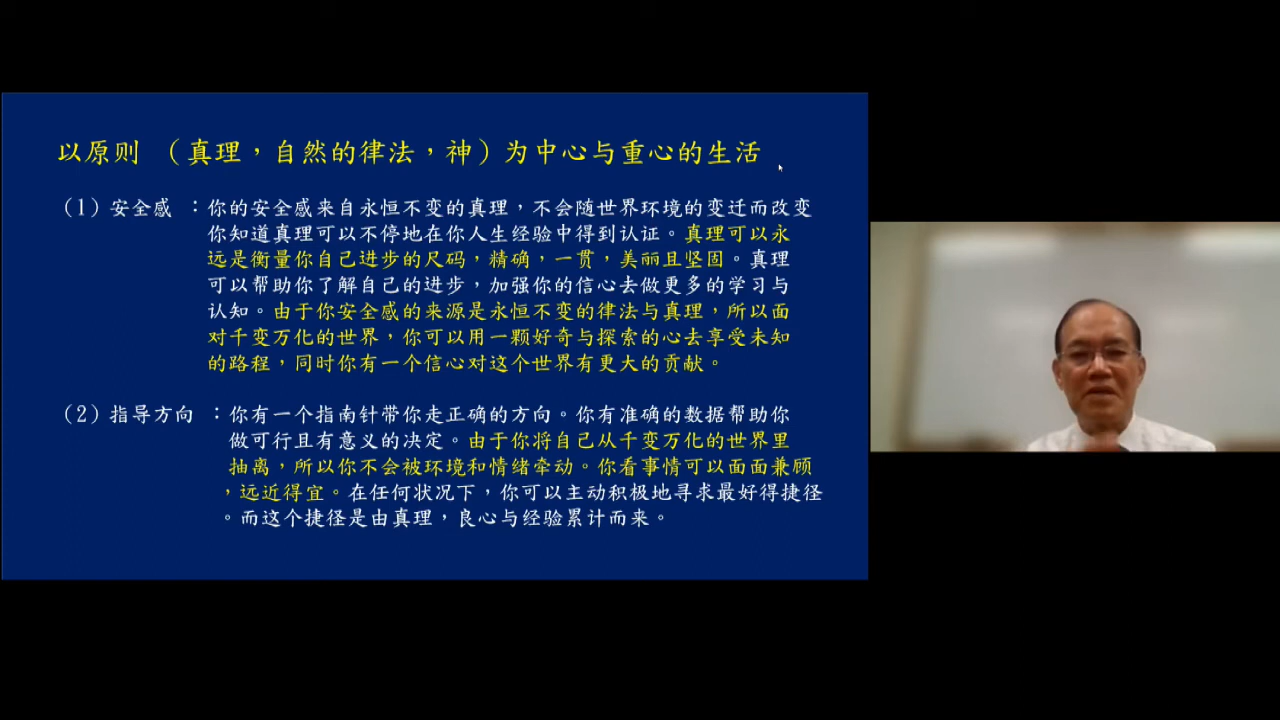 以原则 （真理，自然的律法，神）为中心与重心的生活
（1）安全感 ：你的安全感来自永恒不变的真理，不会随世界环境的变迁而改变
你知道真理可以不停地在你人生经验中得到认证。真理可以永
远是衡量你自己进步的尺码，精确，一贯，美丽且坚固。真理
可以帮助你了解自己的进步，加强你的信心去做更多的学习与
认知。由于你安全感的来源是永恒不变的律法与真理，所以面
对千变万化的世界，你可以用一颗好奇与探索的心去享受未知
的路程，同时你有一个信心对这个世界有更大的贡献。
（2）指导方向 ：你有一个指南针带你走正确的方向。你有准确的数据帮助你
做可行且有意义的决定。由于你将自己从千变万化的世界里
抽离，所以你不会被环境和情绪牵动。你看事情可以面面兼顾
，远近得宜。在任何状况下，你可以主动积极地寻求最好得捷径
。而这个捷径是由真理，良心与经验累计而来。